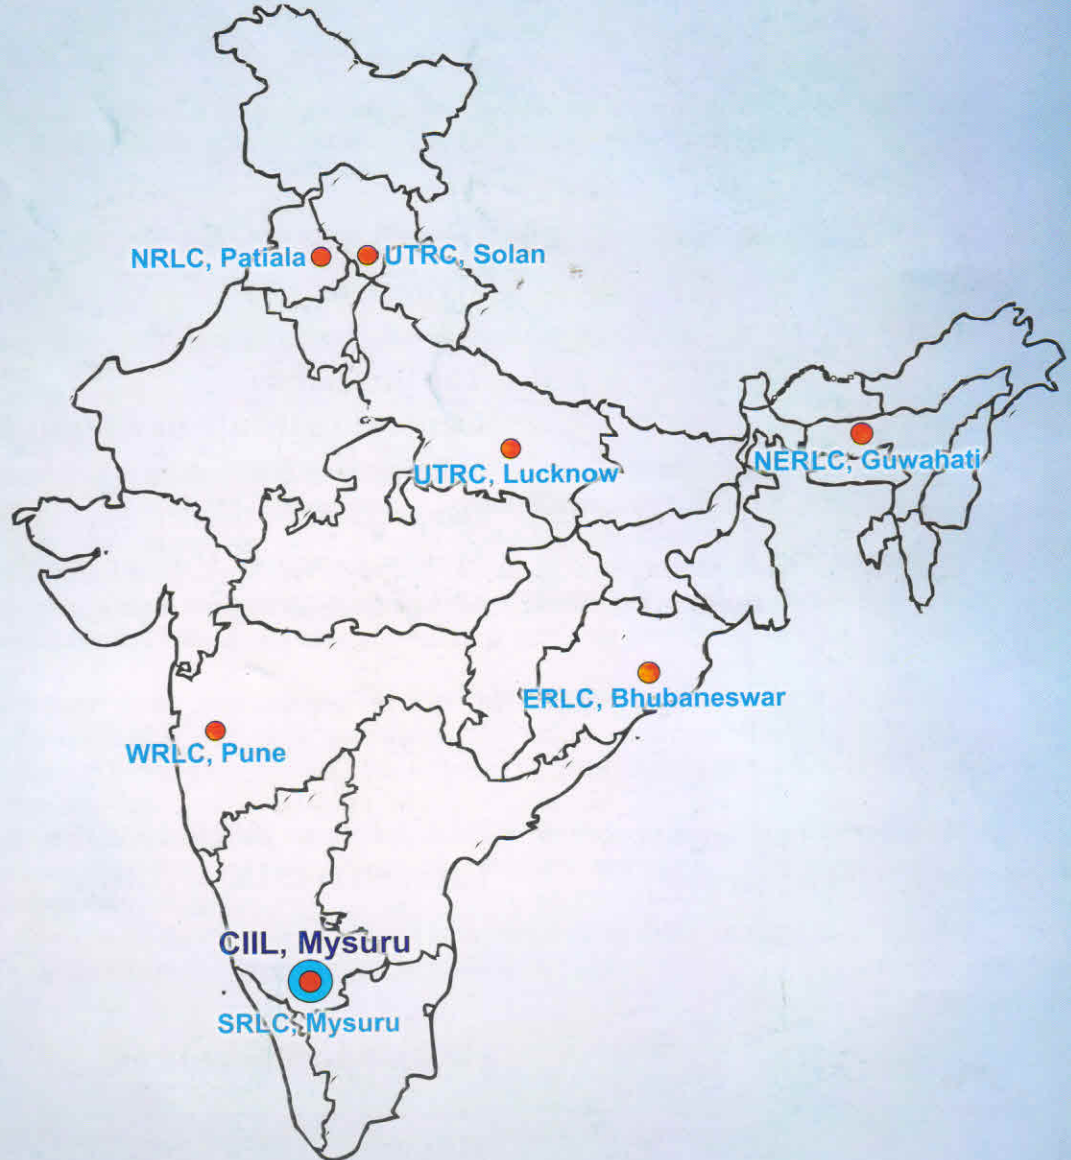 NRLC, Patiala
UTRC, Solan
UTRC, Lucknow
NERLC, Guwahati
ERLC, Bhubaneswar
WRLC, Pune
CIIL, Mysuru
SRLC, Mysuru